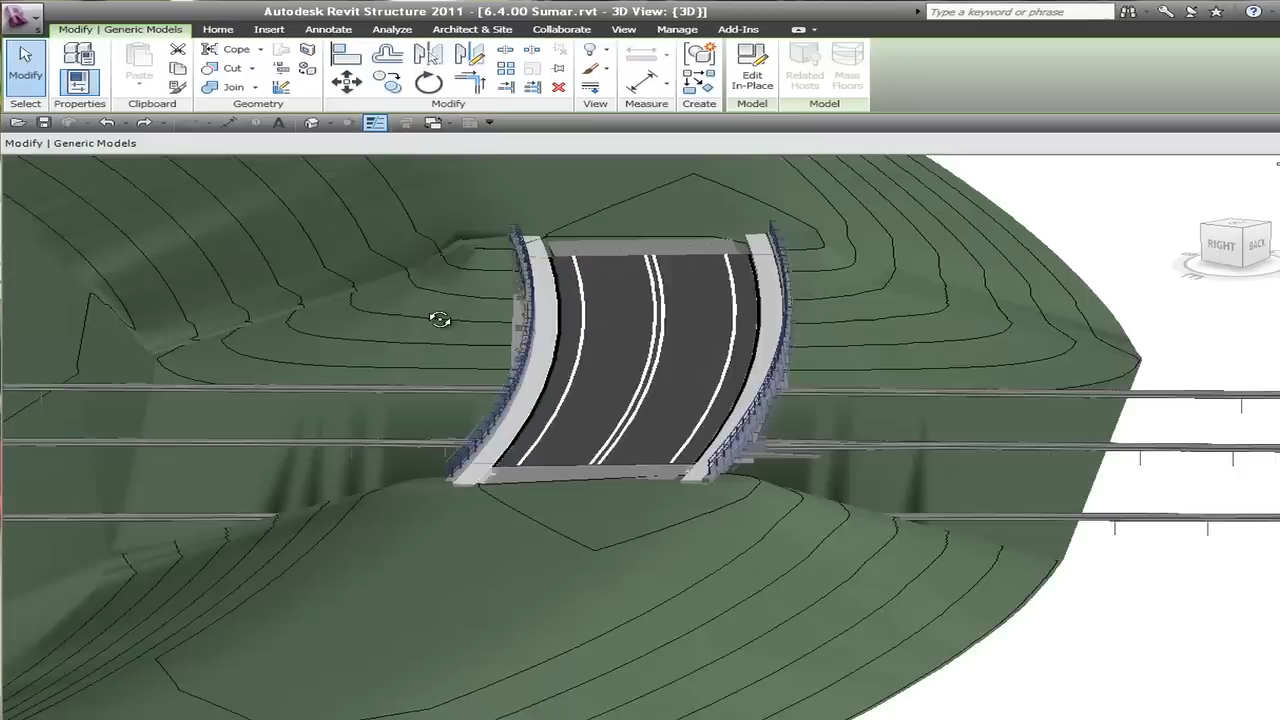 Autodesk Revit Structure 2011 - [6.4.00 Sumar.rvt - 3D View: {3D}]
Type a keyword or phrase
Modify | Generic Models Home Insert Annotate Analyze Architect & Site Collaborate View Manage Add-Ins
Modify Paste Cope Cut Join Edit In-Place Related Hosts Mass Floors
Select Properties Clipboard Geometry Modify View Measure Create Model Model
Modify | Generic Models
RIGHT BACK